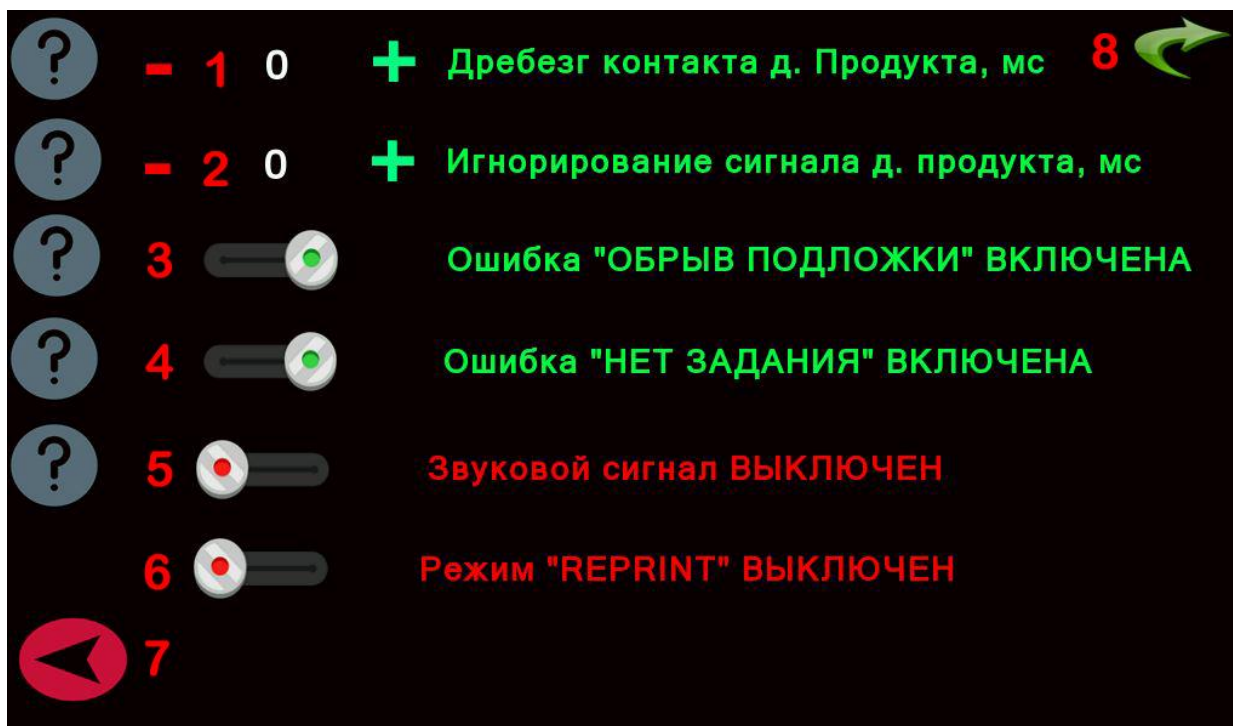 ? - 1 0 + Дребезг контакта д. Продукта, мс 8
? - 2 0 + Игнорирование сигнала д. продукта, мс
? 3 Ошибка "ОБРЫВ ПОДЛОЖКИ" ВКЛЮЧЕНА
? 4 Ошибка "НЕТ ЗАДАНИЯ" ВКЛЮЧЕНА
? 5 Звуковой сигнал ВЫКЛЮЧЕН
6 Режим "REPRINT" ВЫКЛЮЧЕН
7